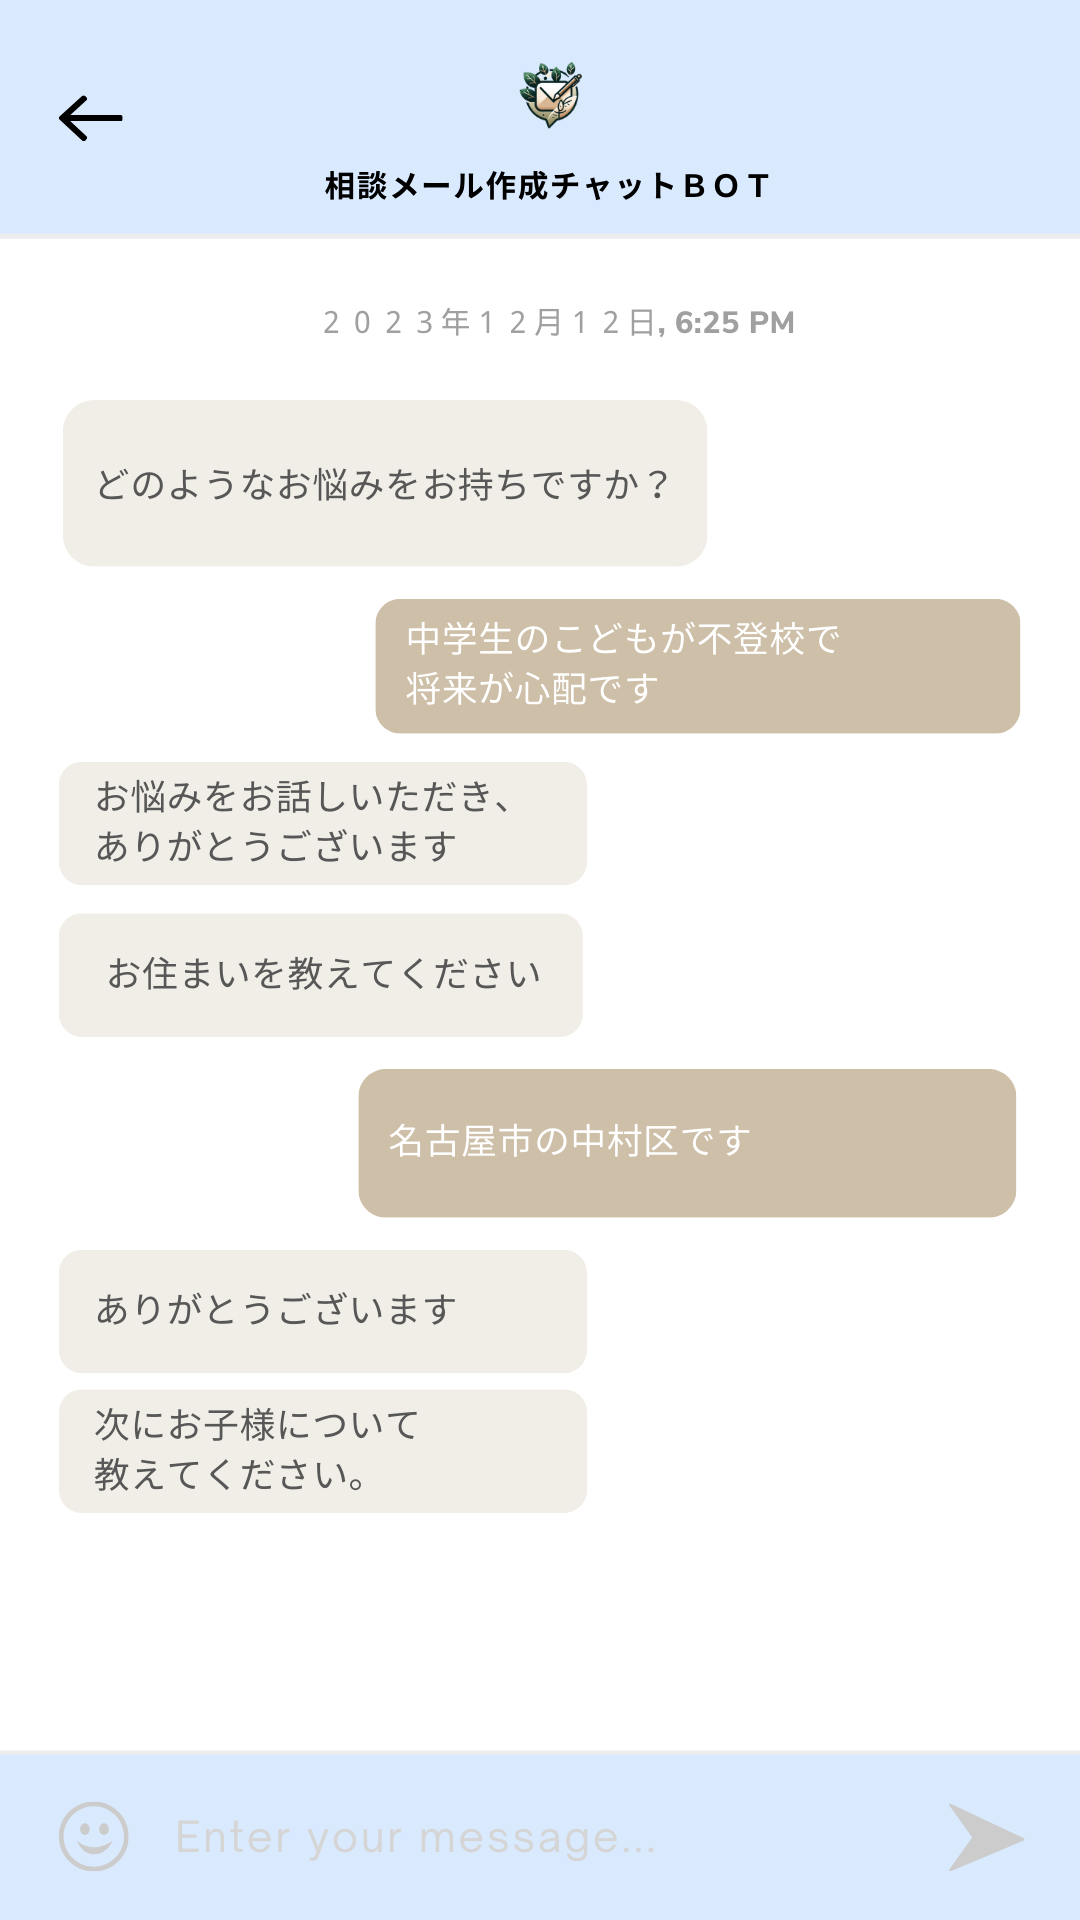 相談メール作成チャットＢＯＴ
２０２３年１２月１２日, 6:25 PM
どのようなお悩みをお持ちですか？
中学生のこどもが不登校で
将来が心配です
お悩みをお話しいただき、
ありがとうございます
お住まいを教えてください
名古屋市の中村区です
ありがとうございます
次にお子様について
教えてください。
Enter your message...